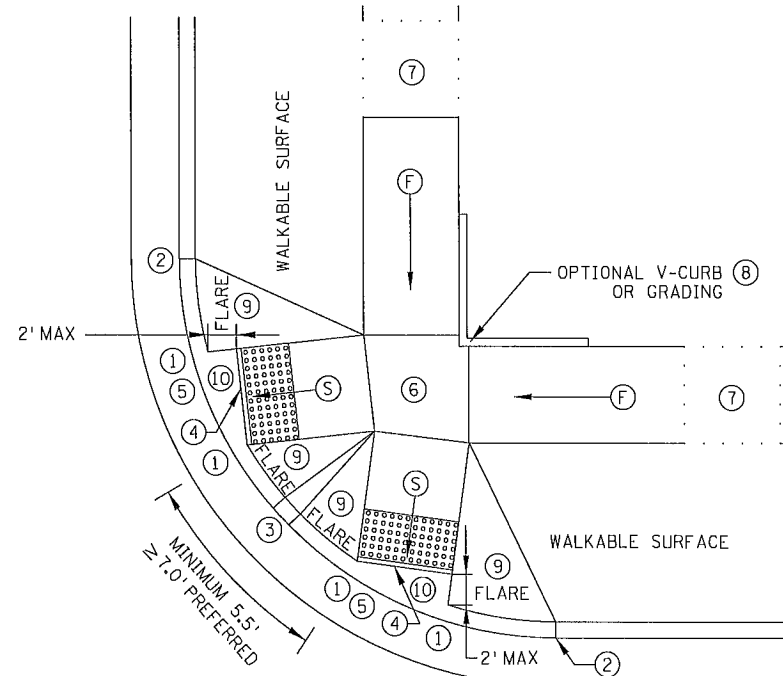 7
WALKABLE SURFACE
F
OPTIONAL V-CURB 8
OR GRADING
2
9
FLARE
2' MAX
1
5
10
S
6
F
7
4
1
9
FLARE
9
FLARE
S
3
WALKABLE SURFACE
9
FLARE
10
1
5
4
1
MINIMUM 5.5'
≥ 7.0' PREFERRED
2' MAX
2